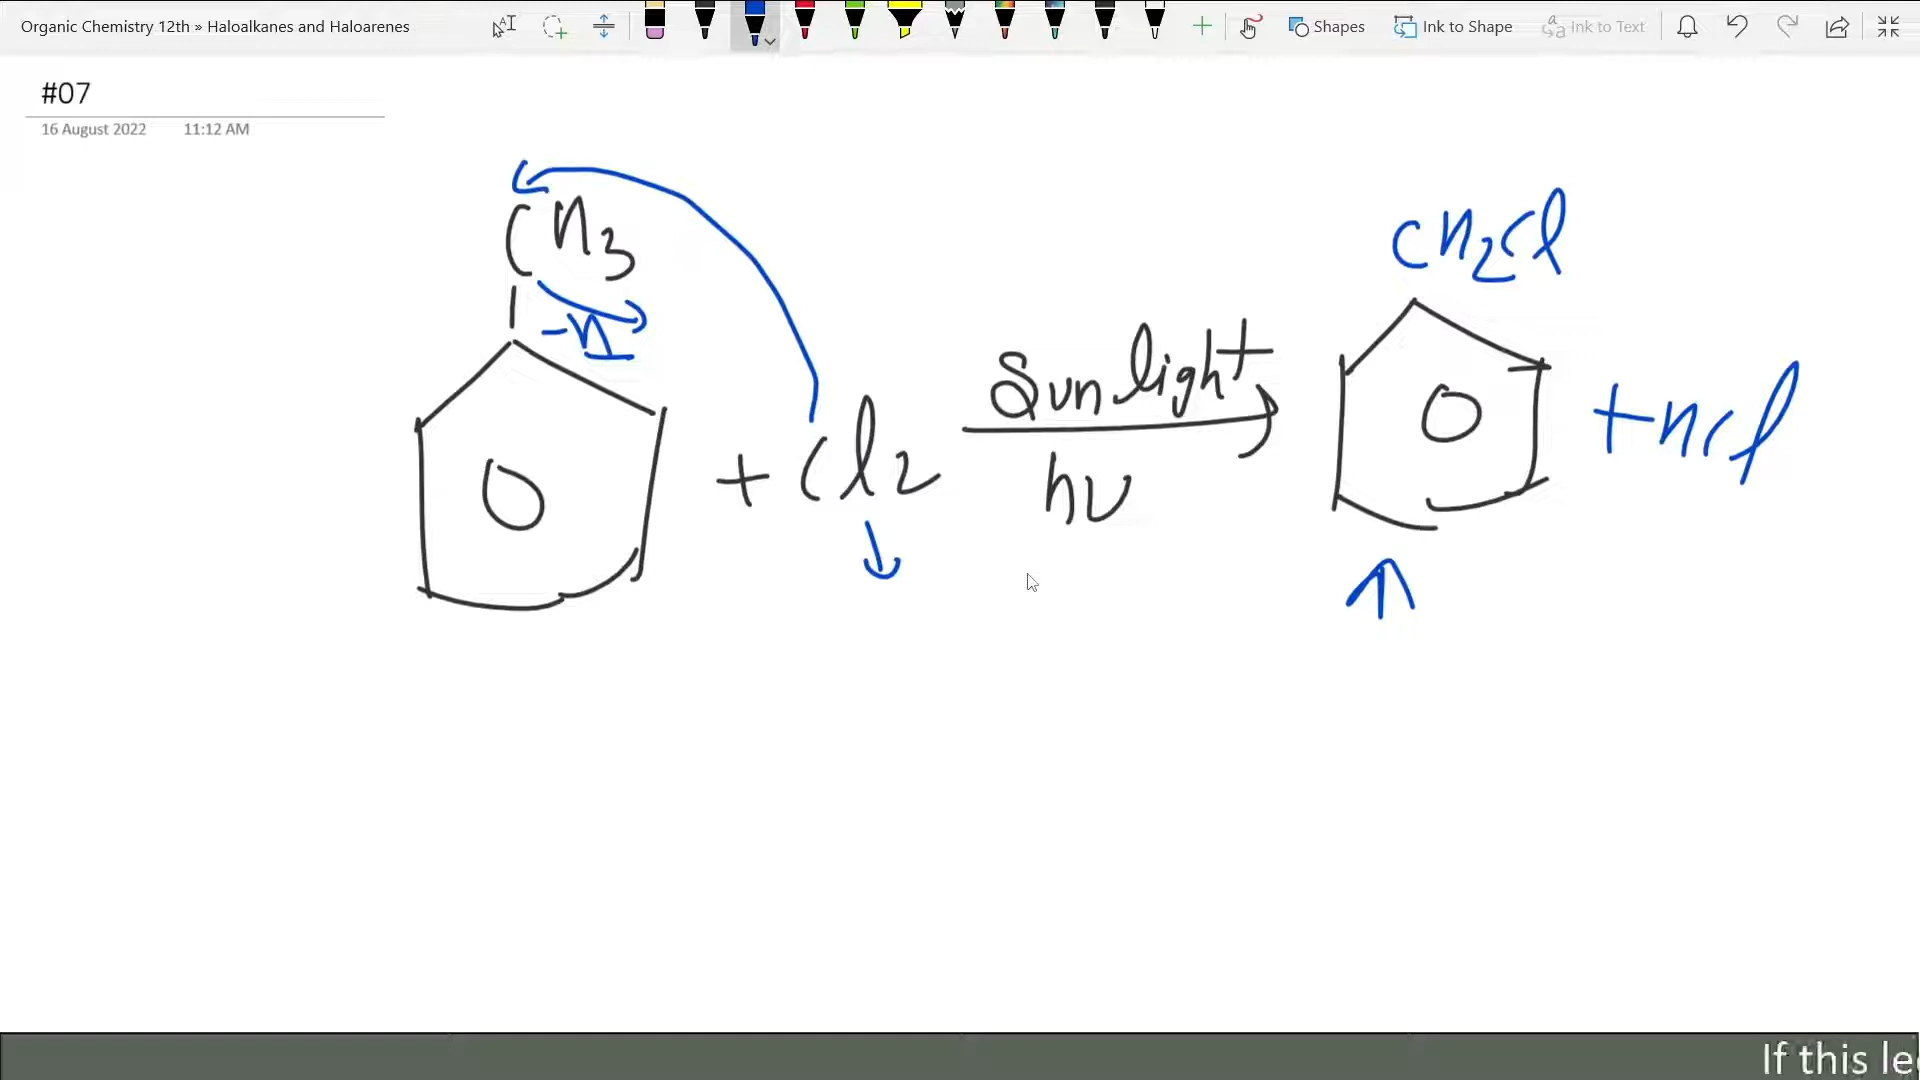 Organic Chemistry 12th » Haloalkanes and Haloarenes
Shapes
Ink to Shape
Ink to Text
#07
16 August 2022 11:12 AM
CH3
-H
+ Cl2
Sunlight
hν
CH2Cl
+HCl
If this le